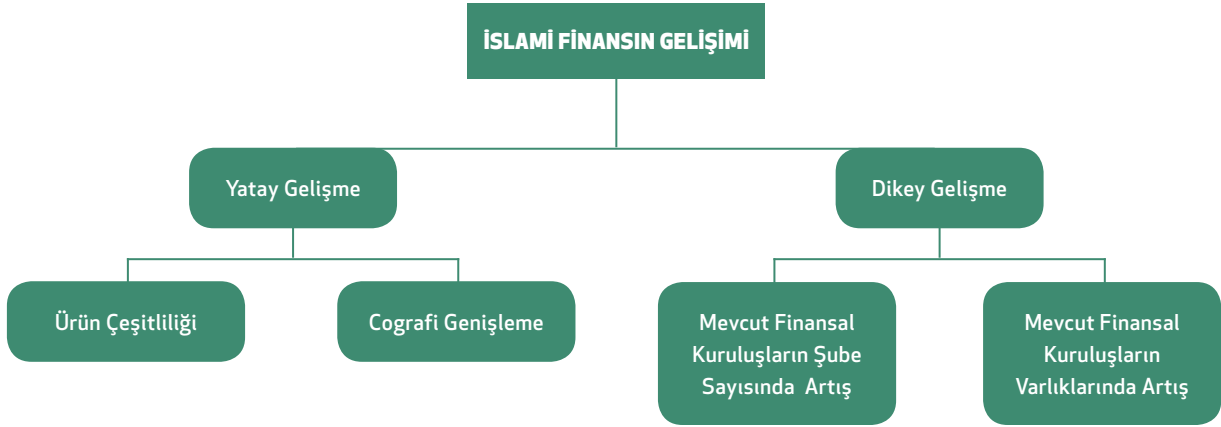 İSLAMİ FİNANSIN GELİŞİMİ
Yatay Gelişme
Dikey Gelişme
Ürün Çeşitliliği
Cografi Genişleme
Mevcut Finansal
Kuruluşların Şube
Sayısında Artış
Mevcut Finansal
Kuruluşların
Varlıklarında Artış